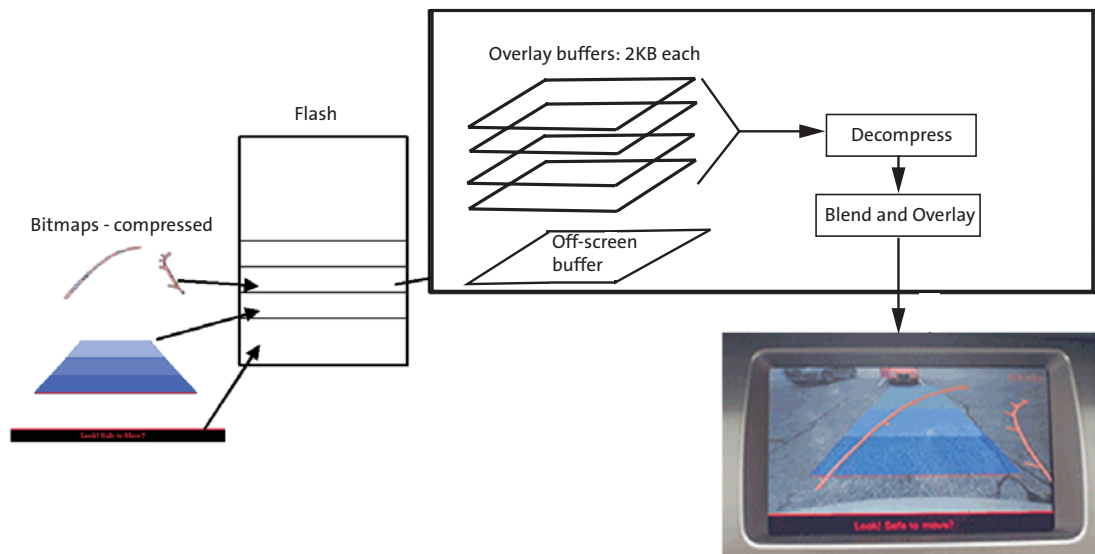 Overlay buffers: 2KB each
Flash
Decompress
Bitmaps - compressed
Blend and Overlay
Off-screen
buffer
Look! Safe to Move?
Look! Safe to move?